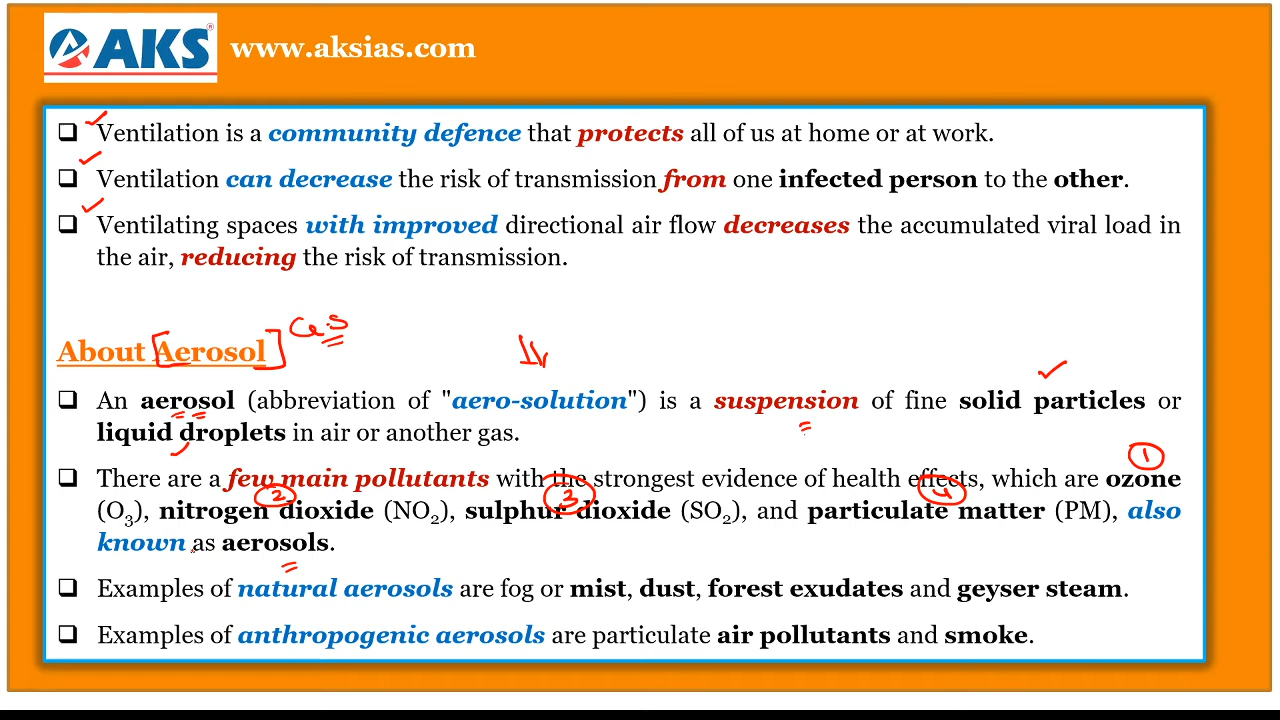 AKS® www.aksias.com
❑ Ventilation is a community defence that protects all of us at home or at work.
❑ Ventilation can decrease the risk of transmission from one infected person to the other.
❑ Ventilating spaces with improved directional air flow decreases the accumulated viral load in
the air, reducing the risk of transmission.
About Aerosol
❑ An aerosol (abbreviation of "aero-solution") is a suspension of fine solid particles or
liquid droplets in air or another gas.
1
❑ There are a few main pollutants with the strongest evidence of health effects, which are ozone
2 3 4
(O₃), nitrogen dioxide (NO₂), sulphur dioxide (SO₂), and particulate matter (PM), also
known as aerosols.
❑ Examples of natural aerosols are fog or mist, dust, forest exudates and geyser steam.
❑ Examples of anthropogenic aerosols are particulate air pollutants and smoke.